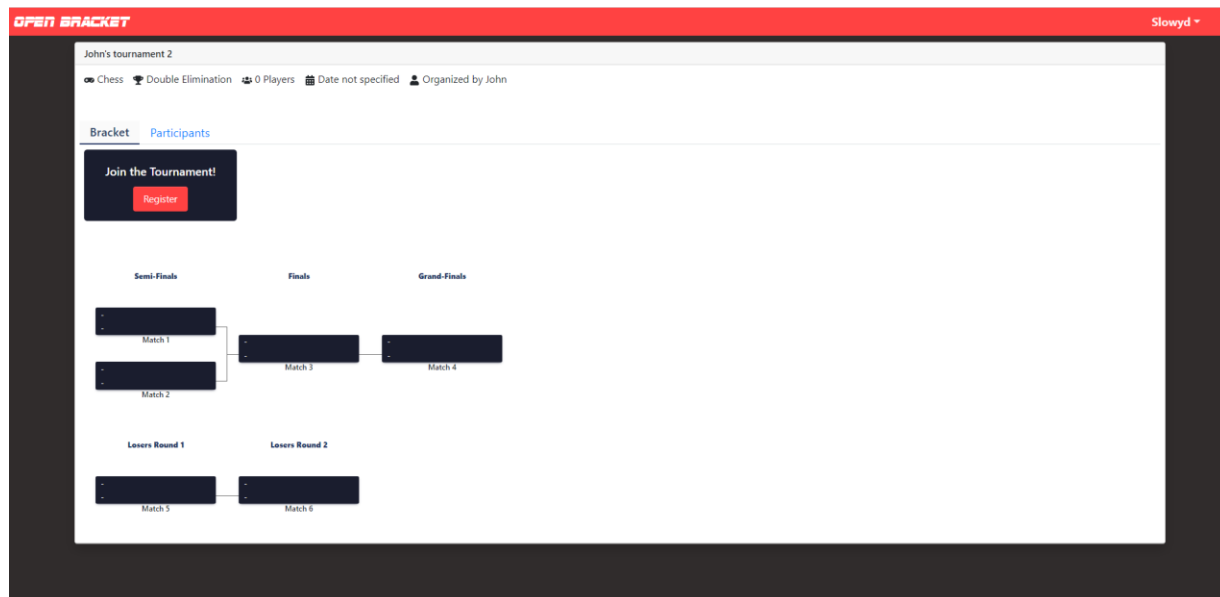 OPEN BRACKET
Slowyd
John's tournament 2
Chess Double Elimination 0 Players Date not specified Organized by John
Bracket Participants
Join the Tournament!
Register
Semi-Finals Finals Grand-Finals
-
-
Match 1
-
-
Match 3
-
-
Match 4
-
-
Match 2
Losers Round 1 Losers Round 2
-
-
Match 5
-
-
Match 6